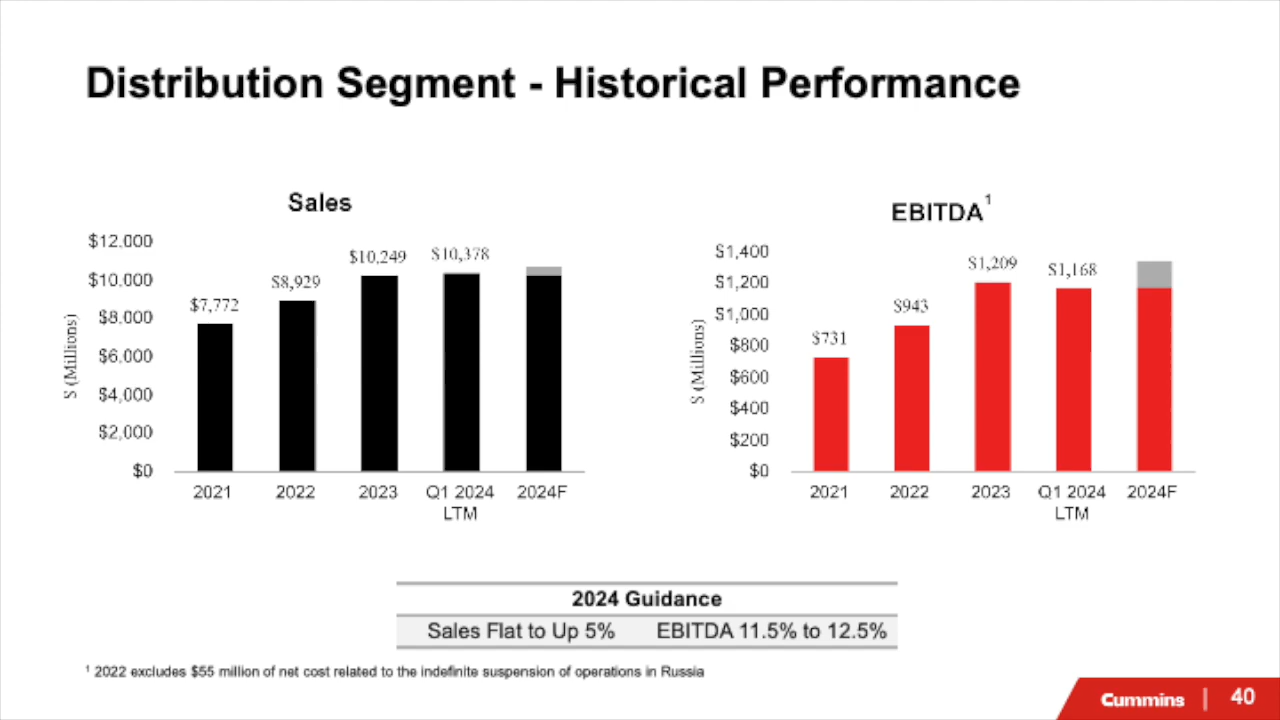 Distribution Segment - Historical Performance
Sales
$12,000
$10,000
$8,000
$6,000
$4,000
$2,000
$0
$ (Millions)
$7,772
$8,929
$10,249
$10,378
2021
2022
2023
Q1 2024
LTM
2024F
EBITDA¹
$1,400
$1,200
$1,000
$800
$600
$400
$200
$0
$ (Millions)
$731
$943
$1,209
$1,168
2021
2022
2023
Q1 2024
LTM
2024F
2024 Guidance
Sales Flat to Up 5% EBITDA 11.5% to 12.5%
¹ 2022 excludes $55 million of net cost related to the indefinite suspension of operations in Russia
Cummins | 40